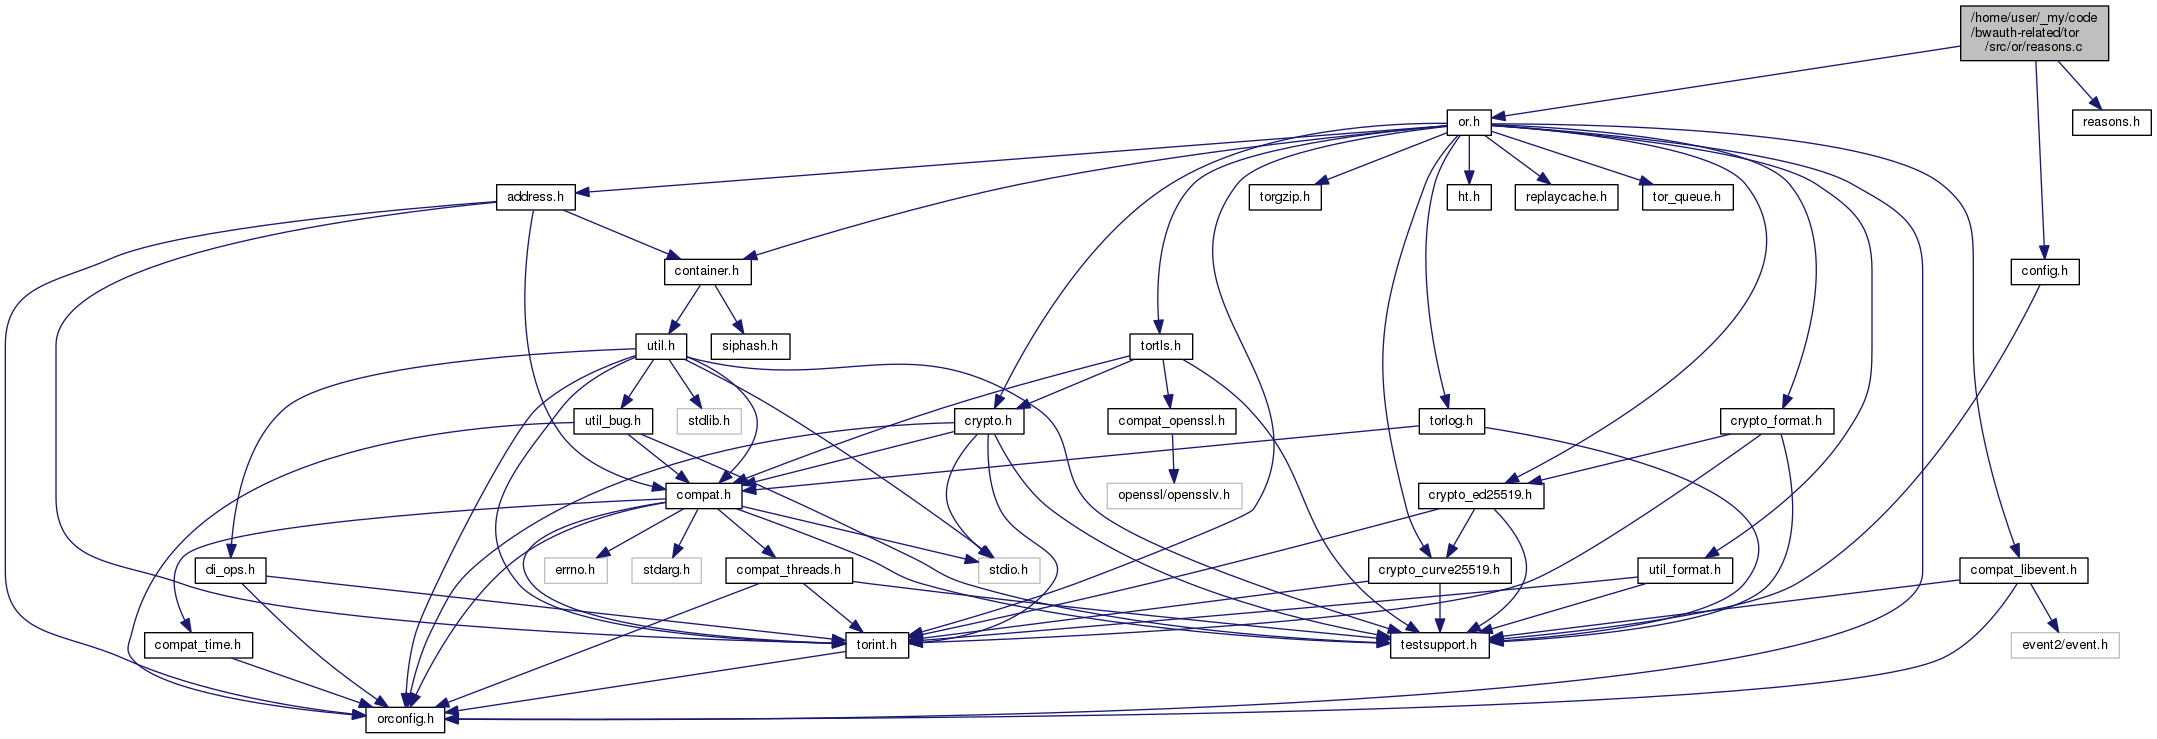 /home/user/_my/code
/bwauth-related/tor
/src/or/reasons.c
or.h
reasons.h
address.h
torgzip.h
ht.h
replaycache.h
tor_queue.h
container.h
config.h
util.h
siphash.h
tortls.h
util_bug.h
stdlib.h
crypto.h
compat_openssl.h
torlog.h
crypto_format.h
compat.h
openssl/opensslv.h
crypto_ed25519.h
di_ops.h
errno.h
stdarg.h
compat_threads.h
stdio.h
crypto_curve25519.h
util_format.h
compat_libevent.h
compat_time.h
torint.h
testsupport.h
event2/event.h
orconfig.h